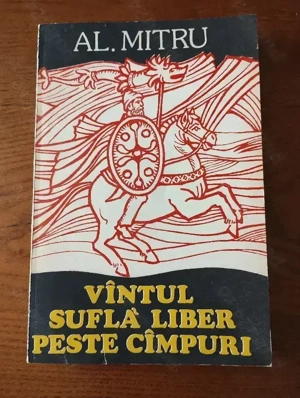 AL. MITRU
VÎNTUL
SUFLĂ LIBER
PESTE CÎMPURI